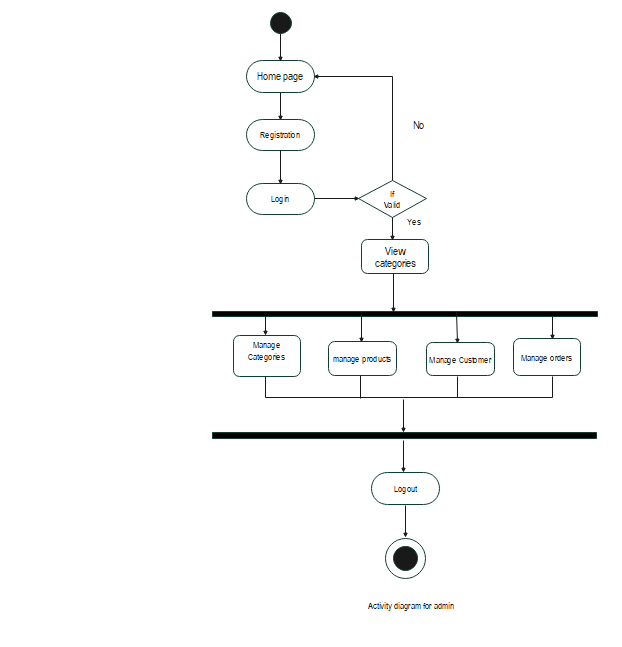 Home page
No
Registration
Login
If
Valid
Yes
View
categories
Manage
Categories
manage products
Manage Customer
Manage orders
Logout
Activity diagram for admin